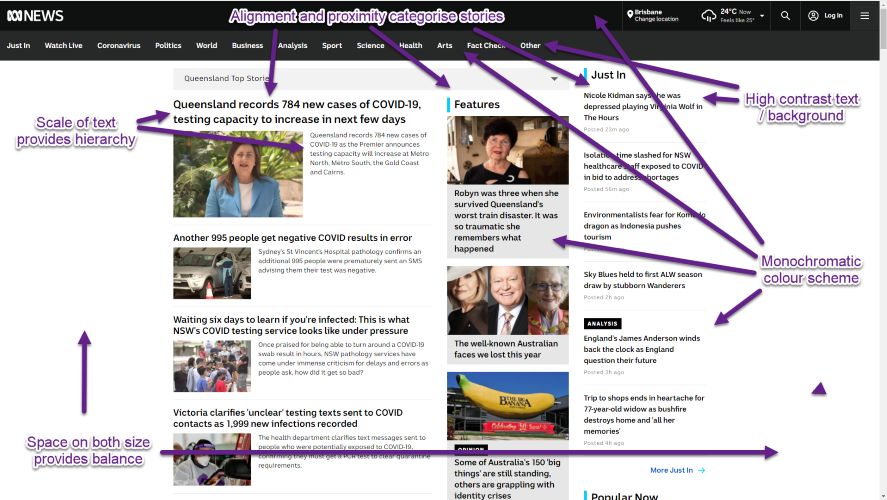 Alignment and proximity categorise stories
NEWS
Brisbane
Change location
24°C Now
Feels like 25°
Log In
Just In
Watch Live
Coronavirus
Politics
World
Business
Analysis
Sport
Science
Health
Arts
Fact Check
Other
Queensland Top Stories
Queensland records 784 new cases of COVID-19,
testing capacity to increase in next few days
Queensland records 784 new cases of
COVID-19 as the Premier announces
testing capacity will increase at Metro
North, Metro South, the Gold Coast
and Cairns.
Another 995 people get negative COVID results in error
Sydney's St Vincent's Hospital pathology confirms an
additional 995 people were prematurely sent an SMS
advising them their test was negative.
Waiting six days to learn if you're infected: This is what
NSW's COVID testing service looks like under pressure
Once praised for being able to turn around a COVID-19
swab result in hours, NSW pathology services have
come under immense criticism for delays and errors as
people ask, how did it get so bad?
Victoria clarifies 'unclear' testing texts sent to COVID
contacts as 1,999 new infections recorded
The health department clarifies text messages sent to
people who were potentially exposed to COVID-19,
confirming they must get a PCR test to clear quarantine
requirements.
Features
Robyn was three when she
survived Queensland's
worst train disaster. It was
so traumatic she
remembers what
happened
The well-known Australian
faces we lost this year
THE BIG
BANANA
Celebrating
OPINION
Some of Australia's 150 'big
things' are still standing,
others are grappling with
identity crises
Just In
Nicole Kidman says she was
depressed playing Virginia Wolf in
The Hours
Posted 23m ago
Isolation time slashed for NSW
healthcare staff exposed to COVID
in bid to address shortages
Posted 56m ago
Environmentalists fear for Komodo
dragon as Indonesia pushes
tourism
Sky Blues held to first ALW season
draw by stubborn Wanderers
Posted 2h ago
ANALYSIS
England's James Anderson winds
back the clock as England
question their future
Posted 3h ago
Trip to shops ends in heartache for
77-year-old widow as bushfire
destroys home and 'all her
memories'
Posted 4h ago
More Just In
Popular Now
Scale of text
provides hierarchy
Space on both size
provides balance
High contrast text
/ background
Monochromatic
colour scheme